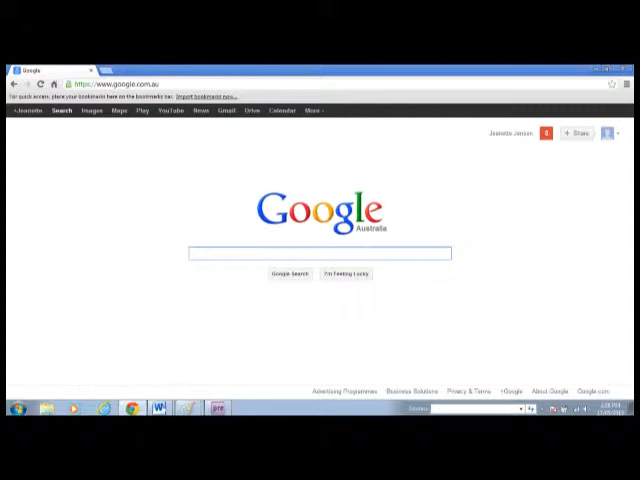 Google
https://www.google.com.au
For quick access, place your bookmarks here on the bookmarks bar. Import bookmarks now...
+Jeanette Search Images Maps Play YouTube News Gmail Drive Calendar More
Jeanette Jensen 0 + Share
Google
Australia
Google Search I'm Feeling Lucky
Advertising Programmes Business Solutions Privacy & Terms +Google About Google Google.com
W pre